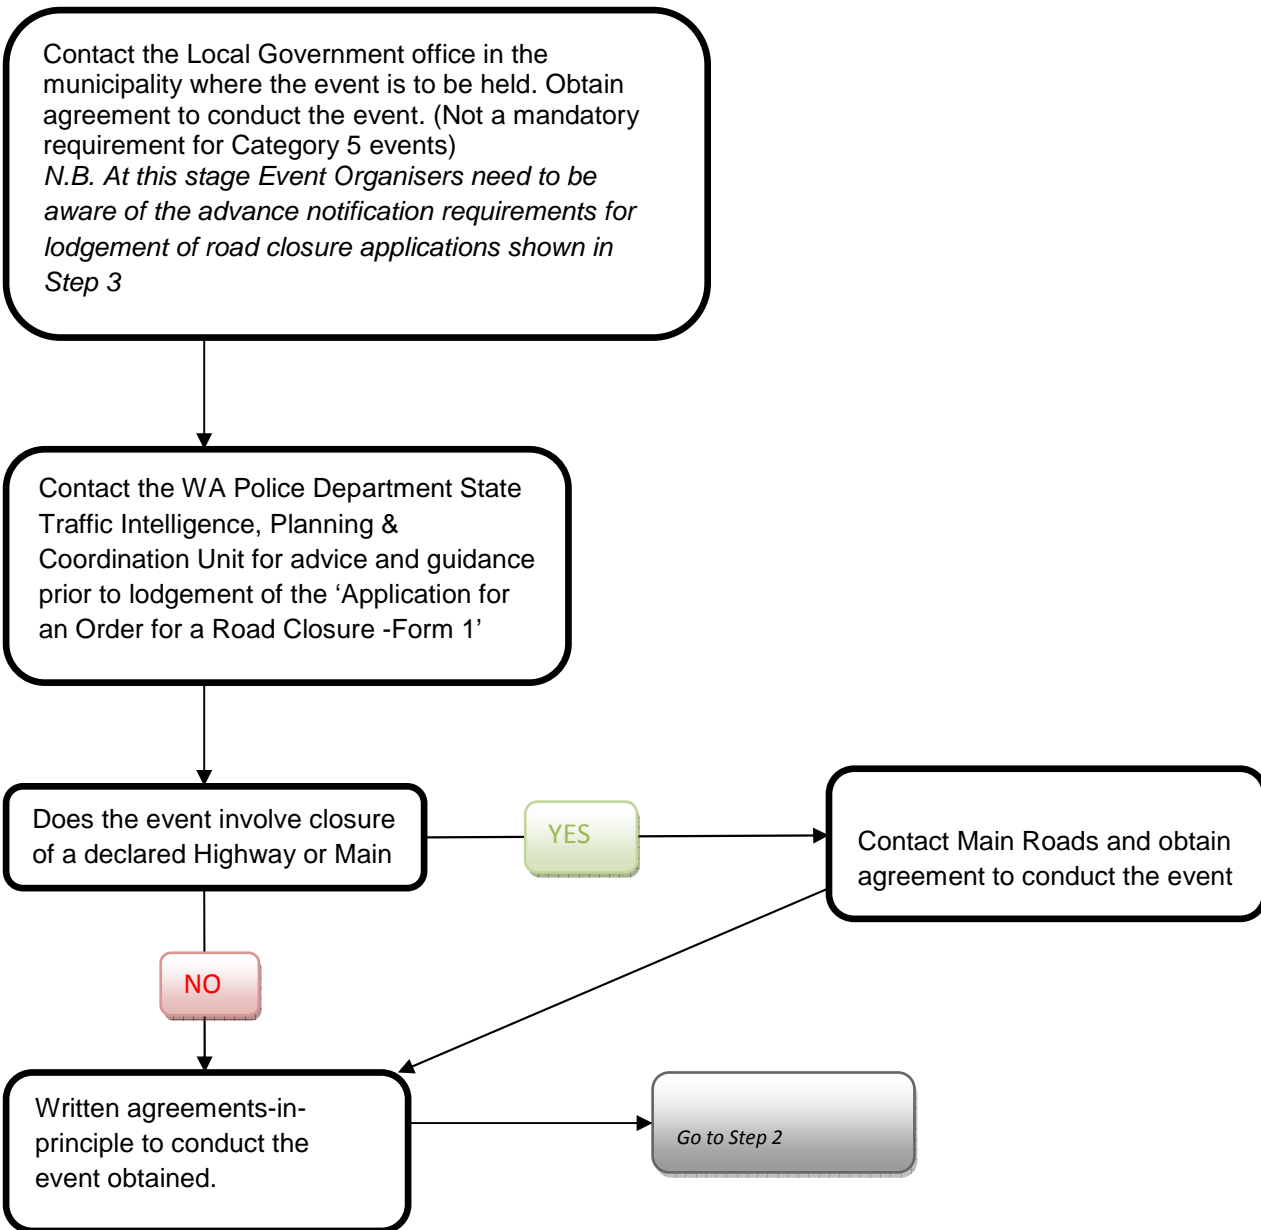 Contact the Local Government office in the
municipality where the event is to be held. Obtain
agreement to conduct the event. (Not a mandatory
requirement for Category 5 events)
N.B. At this stage Event Organisers need to be
aware of the advance notification requirements for
lodgement of road closure applications shown in
Step 3
Contact the WA Police Department State
Traffic Intelligence, Planning &
Coordination Unit for advice and guidance
prior to lodgement of the ‘Application for
an Order for a Road Closure -Form 1’
Does the event involve closure
of a declared Highway or Main
YES
Contact Main Roads and obtain
agreement to conduct the event
NO
Written agreements-in-
principle to conduct the
event obtained.
Go to Step 2